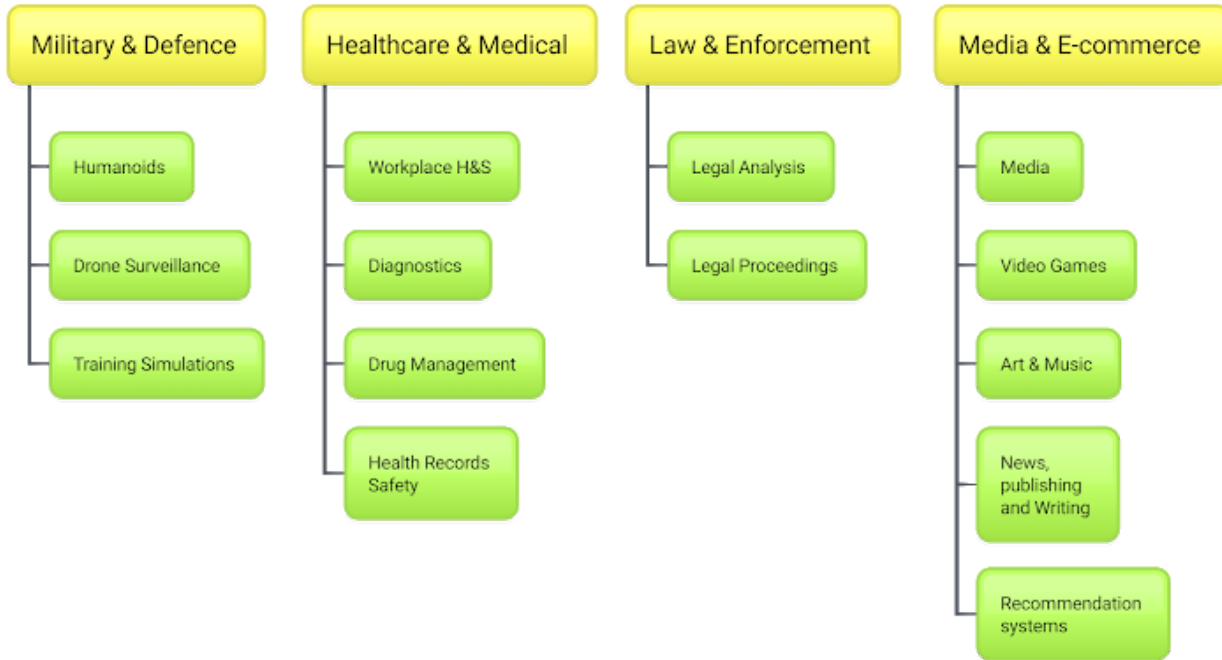 Military & Defence
Humanoids
Drone Surveillance
Training Simulations
Healthcare & Medical
Workplace H&S
Diagnostics
Drug Management
Health Records
Safety
Law & Enforcement
Legal Analysis
Legal Proceedings
Media & E-commerce
Media
Video Games
Art & Music
News,
publishing
and Writing
Recommendation
systems